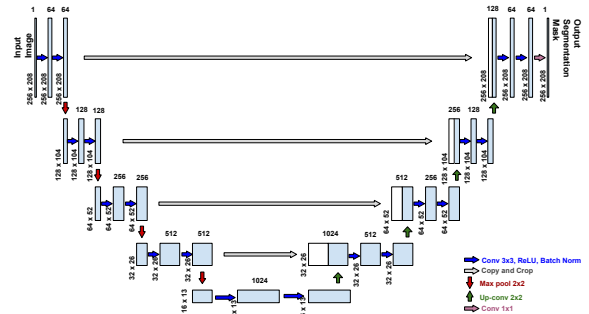 1 64 64
128 64 64 1
Input
Image
Output
Segmentation
Mask
256 x 208
256 x 208
256 x 208
256 x 208
256 x 208
256 x 208
256 x 208
128 128
256 128
128 x 104
128 x 104
128 x 104
128 x 104
128 x 104
128 x 104
256 256
512 256
64 x 52
64 x 52
64 x 52
64 x 52
64 x 52
64 x 52
512 512
1024 512
32 x 26
32 x 26
32 x 26
32 x 26
32 x 26
32 x 26
1024
16 x 13
x 13
x 13
Conv 3x3, ReLU, Batch Norm
Copy and Crop
Max pool 2x2
Up-conv 2x2
Conv 1x1